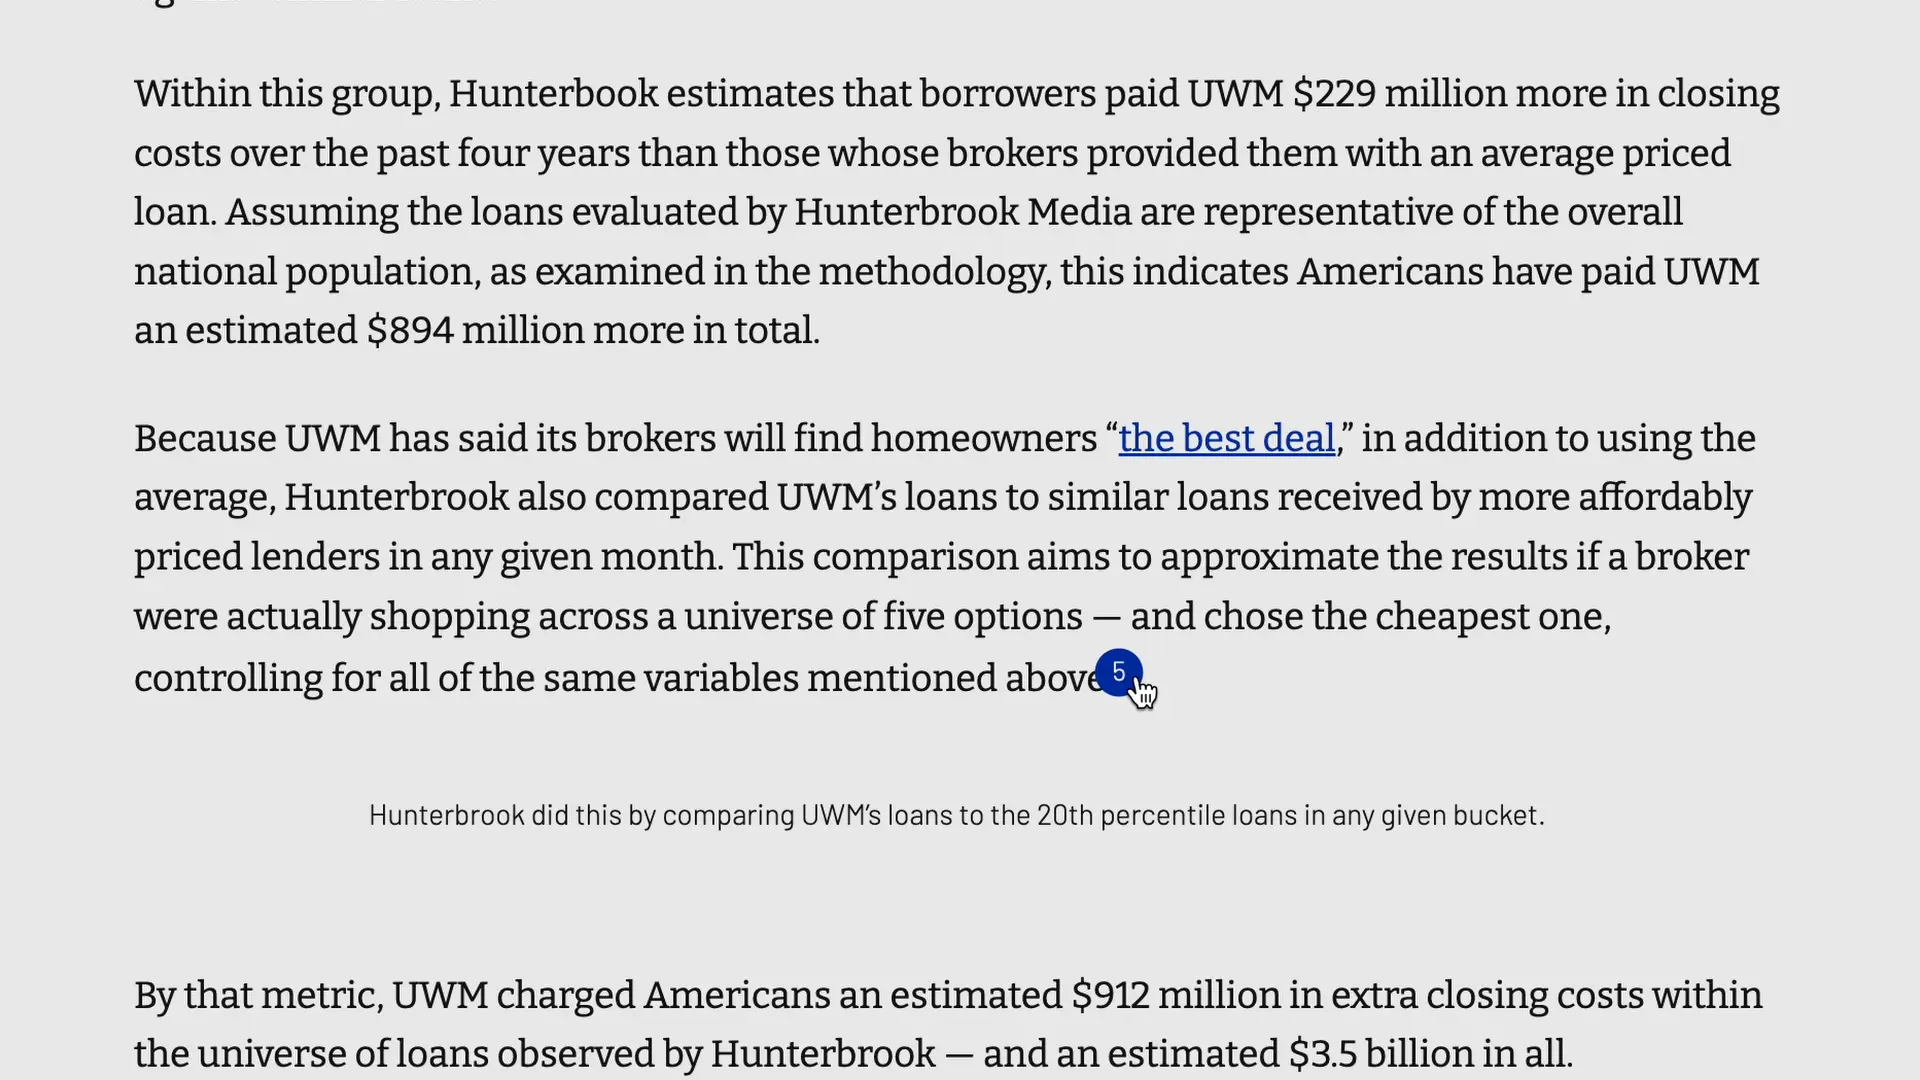 Within this group, Hunterbook estimates that borrowers paid UWM $229 million more in closing
costs over the past four years than those whose brokers provided them with an average priced
loan. Assuming the loans evaluated by Hunterbrook Media are representative of the overall
national population, as examined in the methodology, this indicates Americans have paid UWM
an estimated $894 million more in total.
Because UWM has said its brokers will find homeowners “the best deal,” in addition to using the
average, Hunterbrook also compared UWM’s loans to similar loans received by more affordably
priced lenders in any given month. This comparison aims to approximate the results if a broker
were actually shopping across a universe of five options — and chose the cheapest one,
controlling for all of the same variables mentioned above 5
Hunterbrook did this by comparing UWM’s loans to the 20th percentile loans in any given bucket.
By that metric, UWM charged Americans an estimated $912 million in extra closing costs within
the universe of loans observed by Hunterbrook — and an estimated $3.5 billion in all.